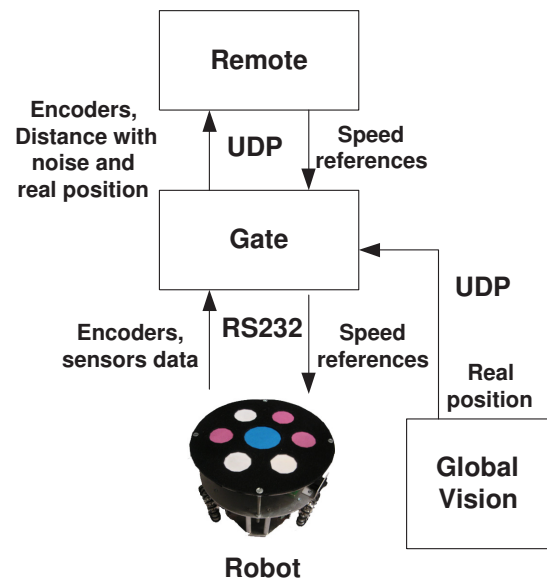 Remote
Encoders,
Distance with
noise and
real position
UDP
Speed
references
Gate
UDP
Encoders,
sensors data
RS232
Speed
references
Real
position
Global
Vision
Robot